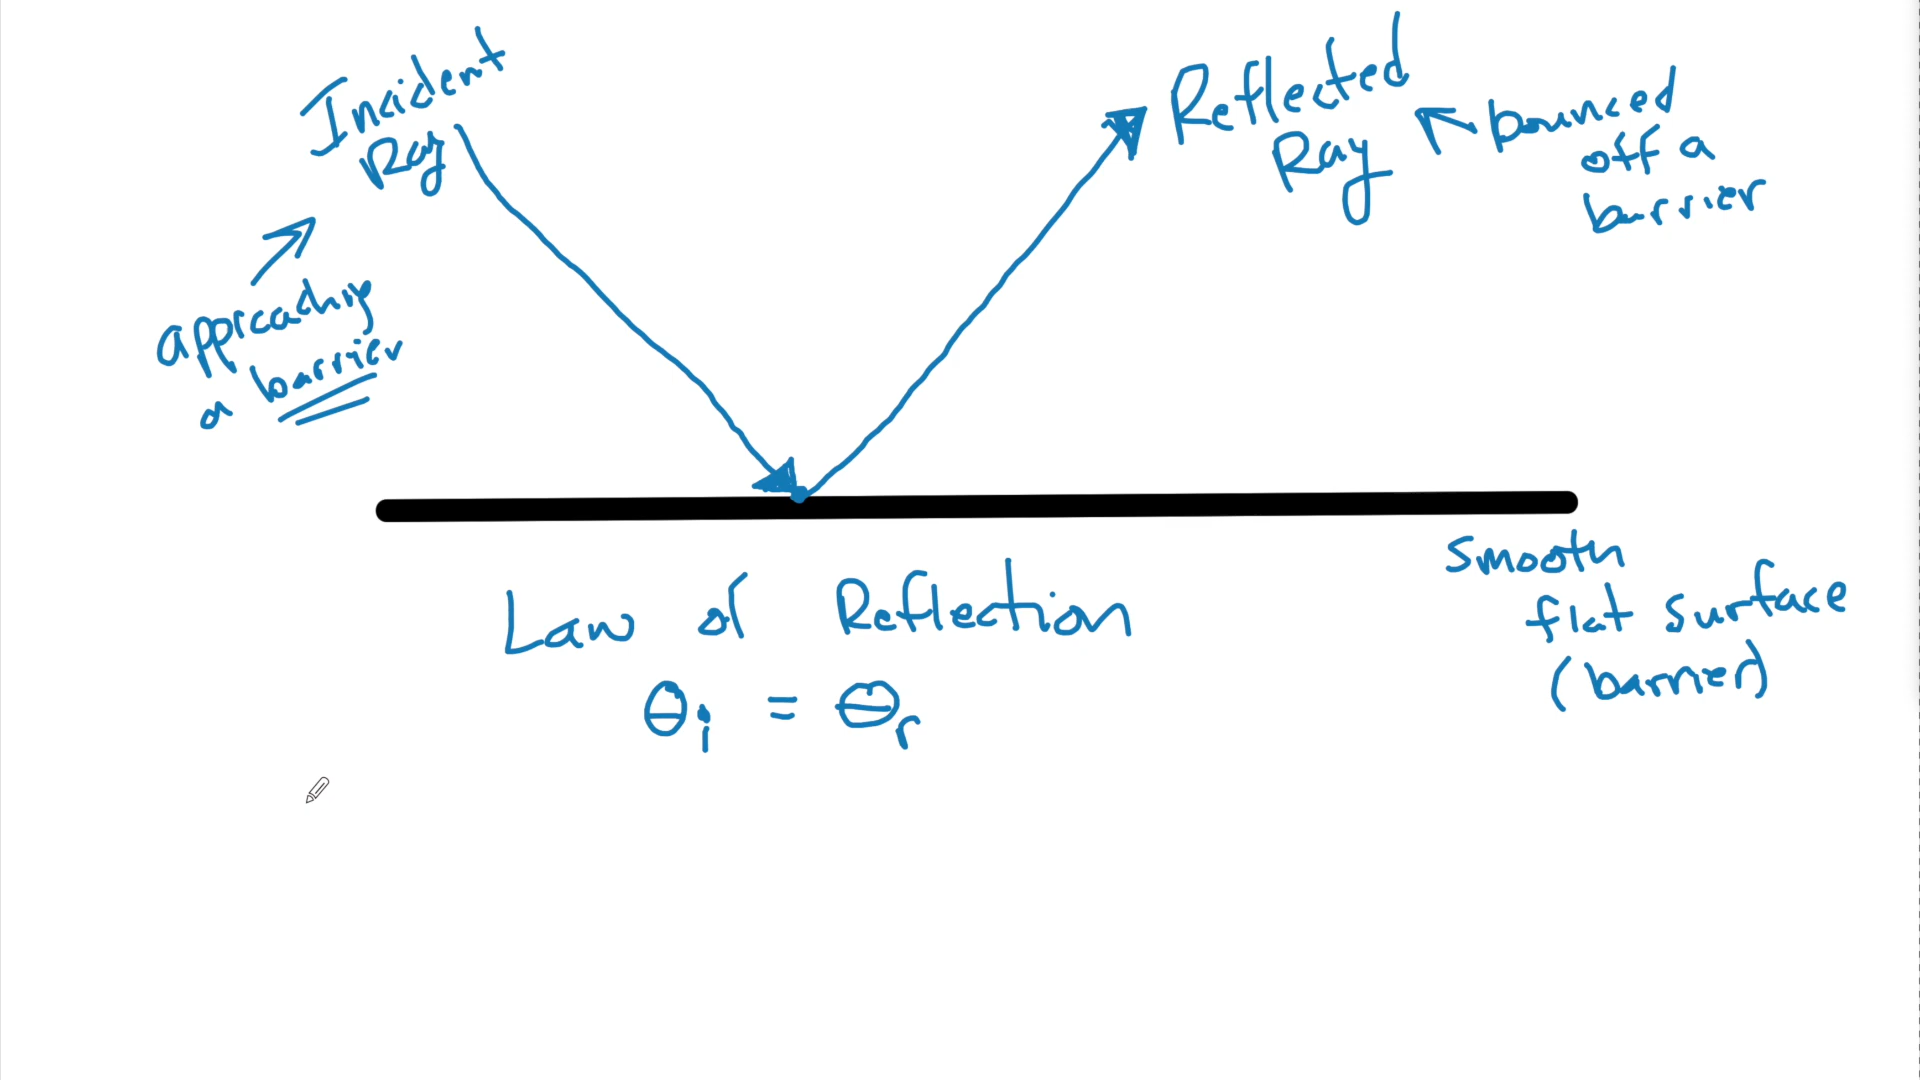 Incident
Ray
approaching
a barrier
Reflected
Ray
bounced
off a
barrier
smooth
flat surface
(barrier)
Law of Reflection
θi = θr